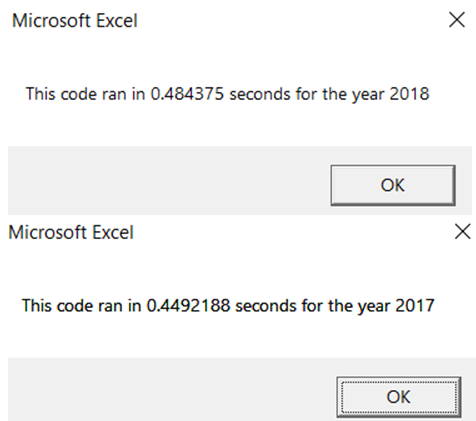 Microsoft Excel
This code ran in 0.484375 seconds for the year 2018
OK
Microsoft Excel
This code ran in 0.4492188 seconds for the year 2017
OK